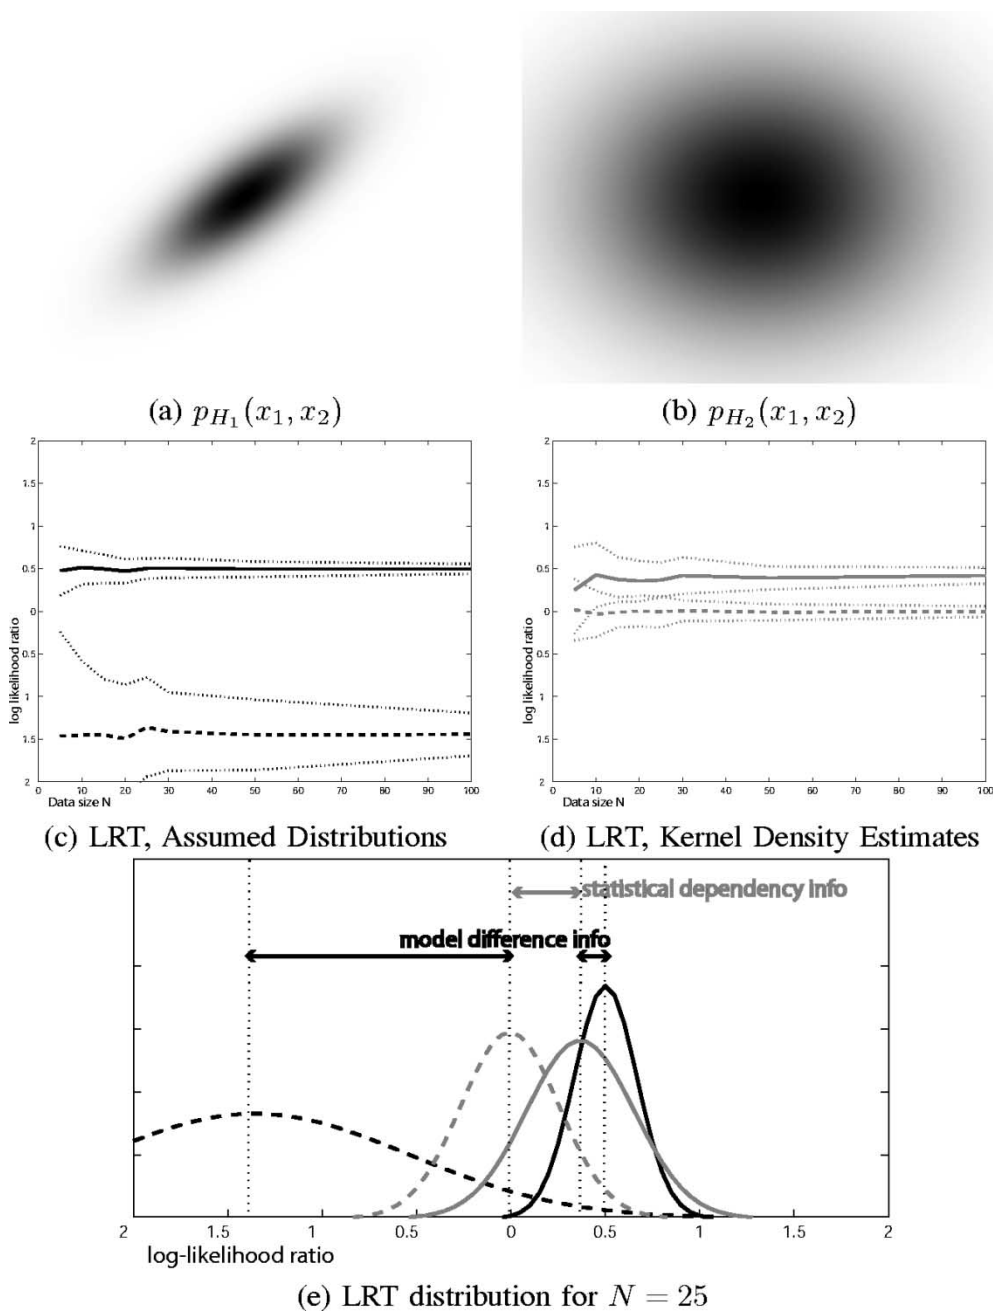 (a) p_{H_1}(x_1, x_2)
(b) p_{H_2}(x_1, x_2)
2
1.5
1
0.5
0
0.5
1
1.5
2
log likelihood ratio
0 10 20 30 40 50 60 70 80 90 100
Data size N
2
1.5
1
0.5
0
0.5
1
1.5
2
log likelihood ratio
0 10 20 30 40 50 60 70 80 90 100
Data size N
(c) LRT, Assumed Distributions
(d) LRT, Kernel Density Estimates
statistical dependency info
model difference info
2 1.5 1 0.5 0 0.5 1 1.5 2
log-likelihood ratio
(e) LRT distribution for N = 25